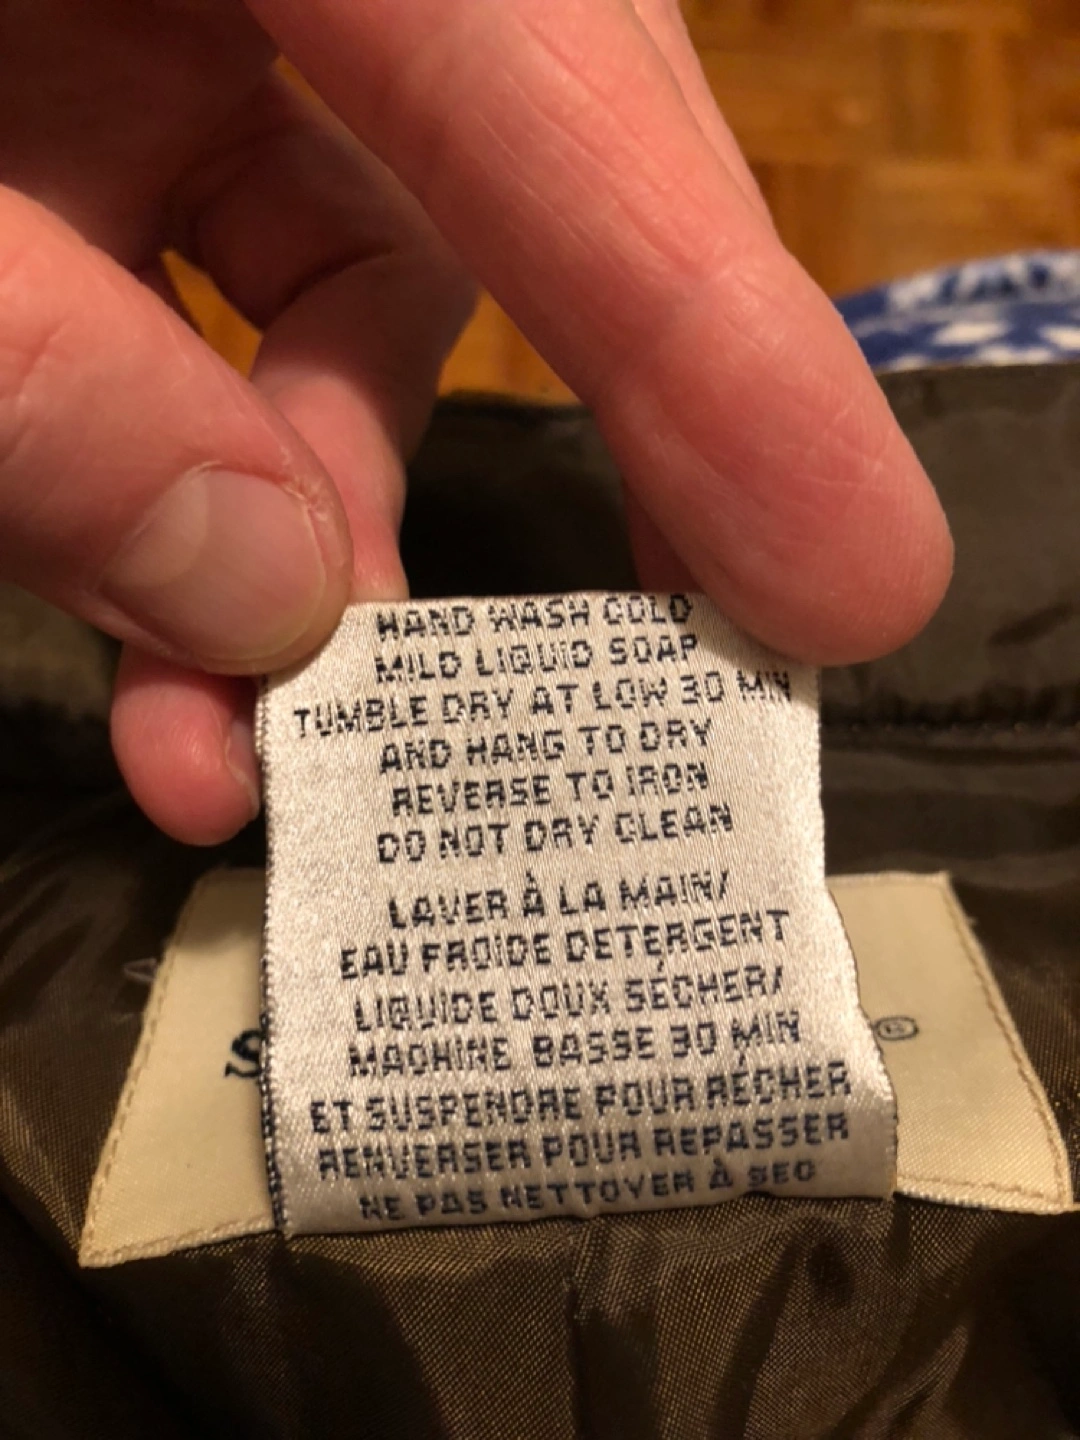 HAND WASH COLD
MILD LIQUID SOAP
TUMBLE DRY AT LOW 30 MIN
AND HANG TO DRY
REVERSE TO IRON
DO NOT DRY CLEAN
LAVER À LA MAIN/
EAU FROIDE DETERGENT
LIQUIDE DOUX SÉCHER/
MACHINE BASSE 30 MIN
ET SUSPENDRE POUR RÉCHER
RENVERSER POUR REPASSER
NE PAS NETTOYER À SEC
®